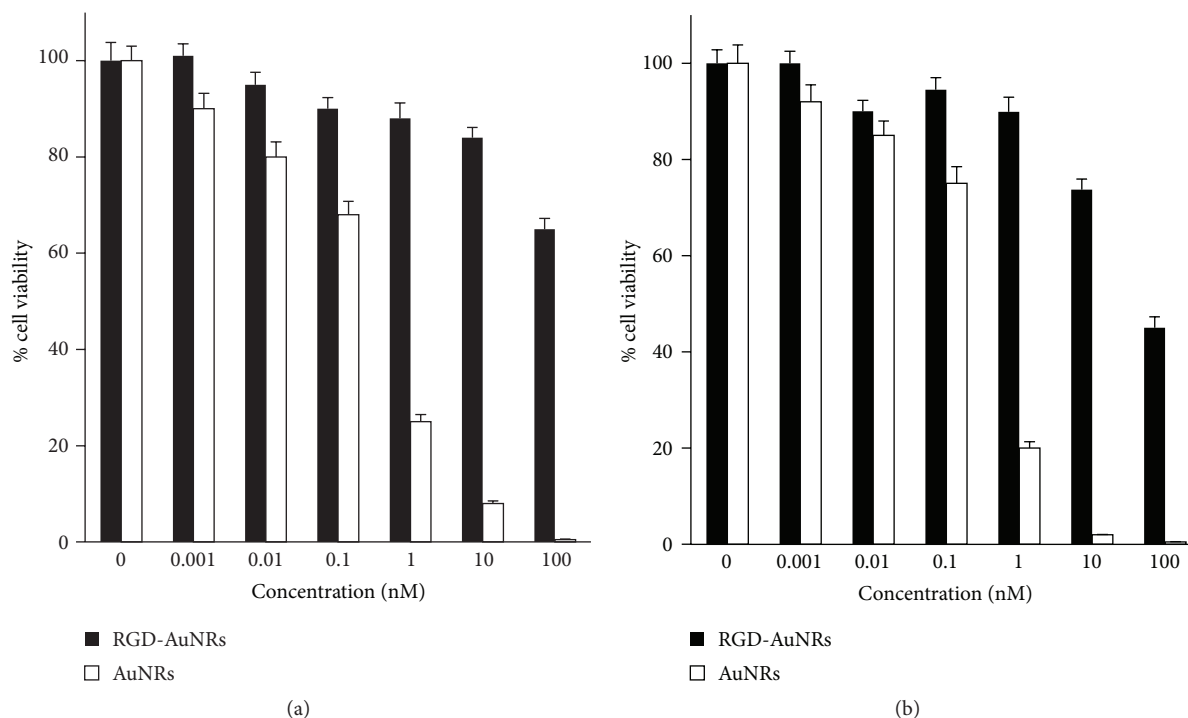 % cell viability
100
80
60
40
20
0
0 0.001 0.01 0.1 1 10 100
Concentration (nM)
RGD-AuNRs
AuNRs
(a)
% cell viability
100
80
60
40
20
0
0 0.001 0.01 0.1 1 10 100
Concentration (nM)
RGD-AuNRs
AuNRs
(b)